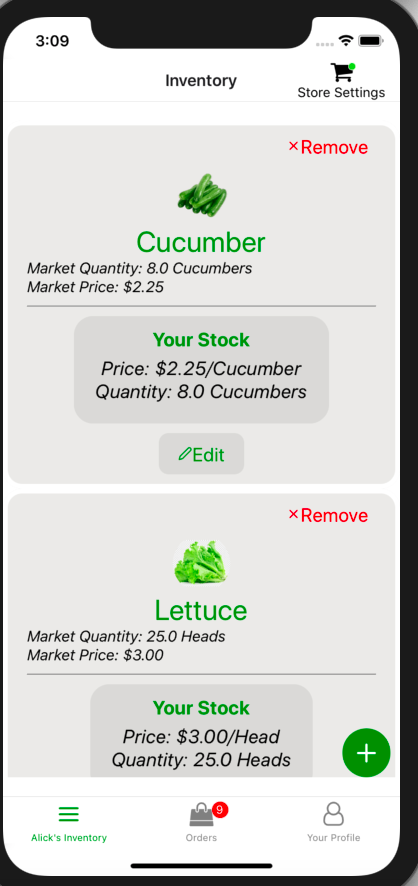 3:09
Inventory
Store Settings
×Remove
Cucumber
Market Quantity: 8.0 Cucumbers
Market Price: $2.25
Your Stock
Price: $2.25/Cucumber
Quantity: 8.0 Cucumbers
Edit
×Remove
Lettuce
Market Quantity: 25.0 Heads
Market Price: $3.00
Your Stock
Price: $3.00/Head
Quantity: 25.0 Heads
+
9
Alick's Inventory
Orders
Your Profile